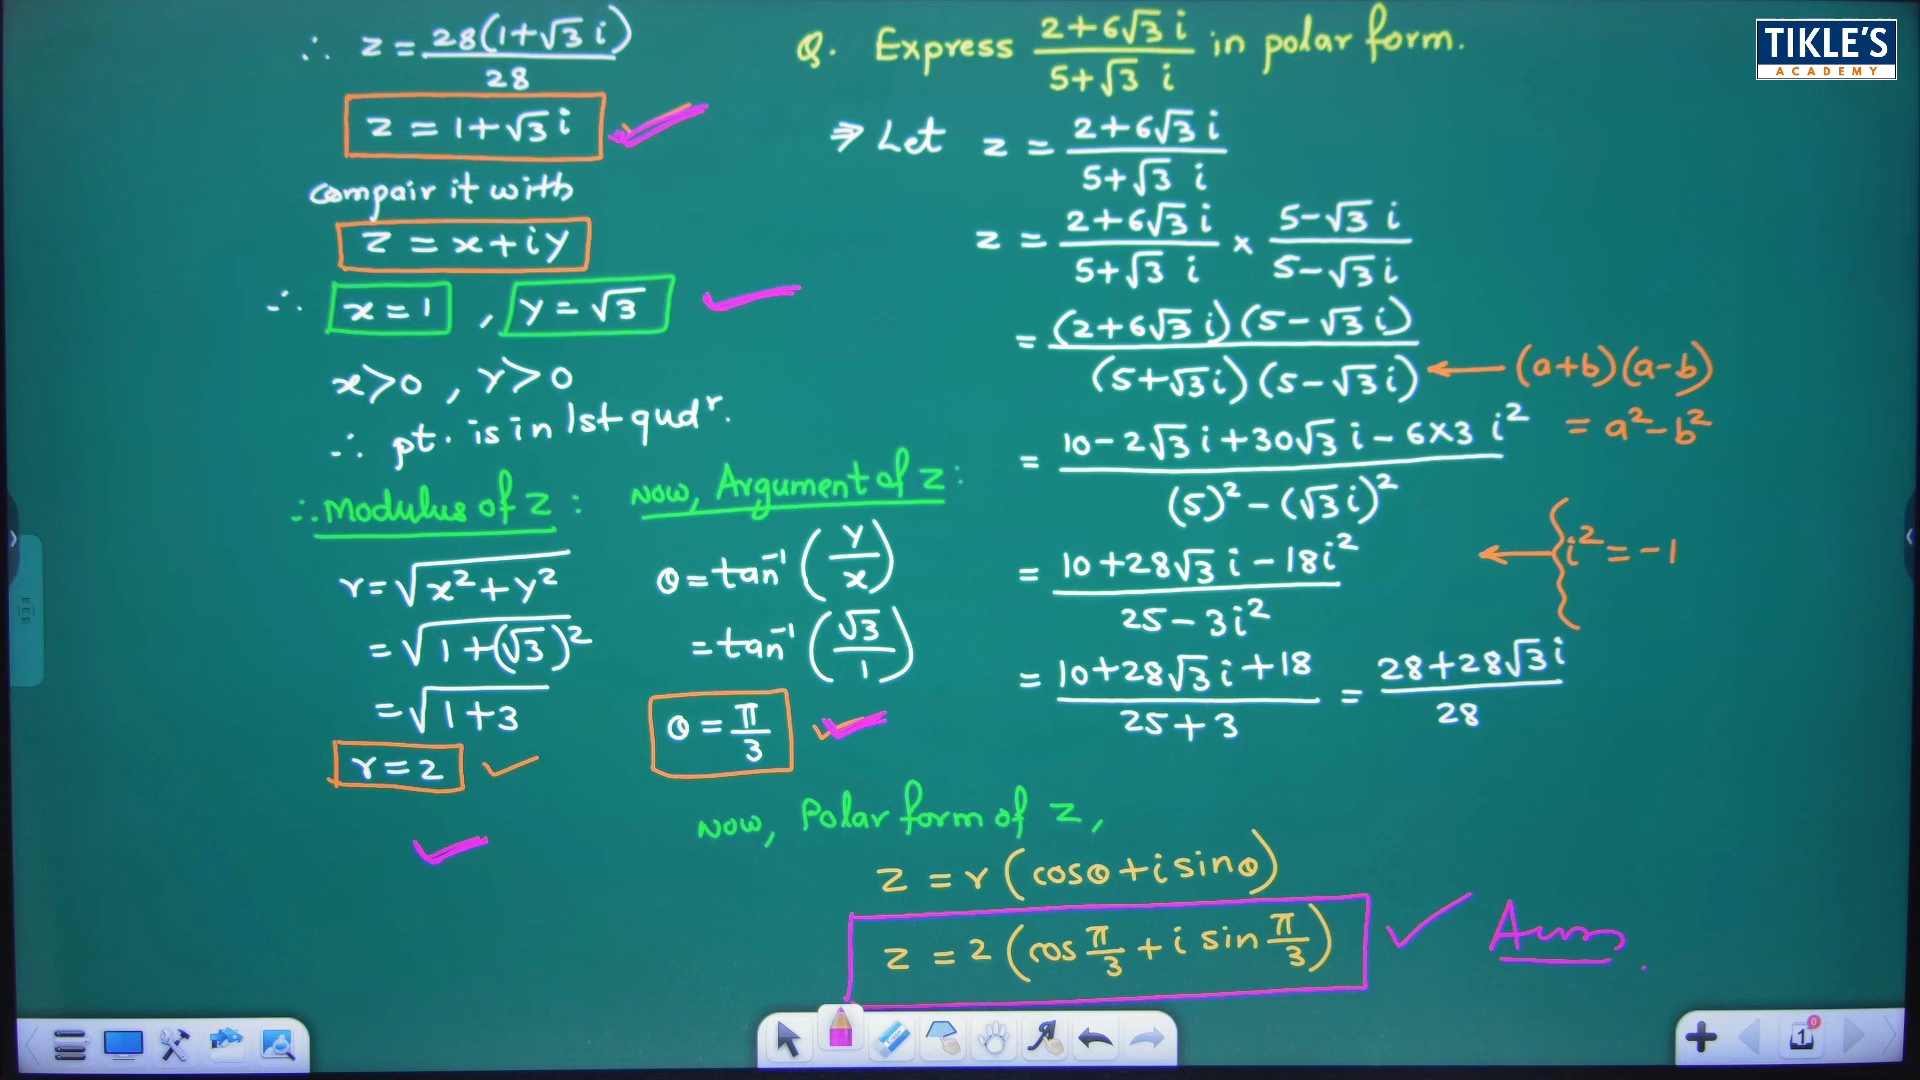 TIKLE'S
ACADEMY
Q. Express (2+6√3 i)/(5+√3 i) in polar form.
⇒ Let z = (2+6√3 i)/(5+√3 i)
z = (2+6√3 i)/(5+√3 i) × (5-√3 i)/(5-√3 i)
= (2+6√3 i)(5-√3 i)/(5+√3 i)(5-√3 i) ← (a+b)(a-b)
= a²-b²
= (10-2√3 i+30√3 i-6×3 i²)/((5)²-(√3 i)²)
= (10+28√3 i-18i²)/(25-3i²) ← { i² = -1
= (10+28√3 i+18)/(25+3) = (28+28√3 i)/28
∴ z = 28(1+√3 i)/28
z = 1+√3 i
compair it with
z = x+iy
∴ x=1 , y=√3
x>0 , y>0
∴ pt. is in 1st qudr.
∴ Modulus of z :
r=√(x²+y²)
=√(1+(√3)²)
=√(1+3)
r=2
Now, Argument of z:
θ=tan⁻¹(y/x)
=tan⁻¹(√3/1)
θ=π/3
Now, Polar form of z,
z = r(cosθ+i sinθ)
z = 2(cos π/3 + i sin π/3) Ans.
1
0